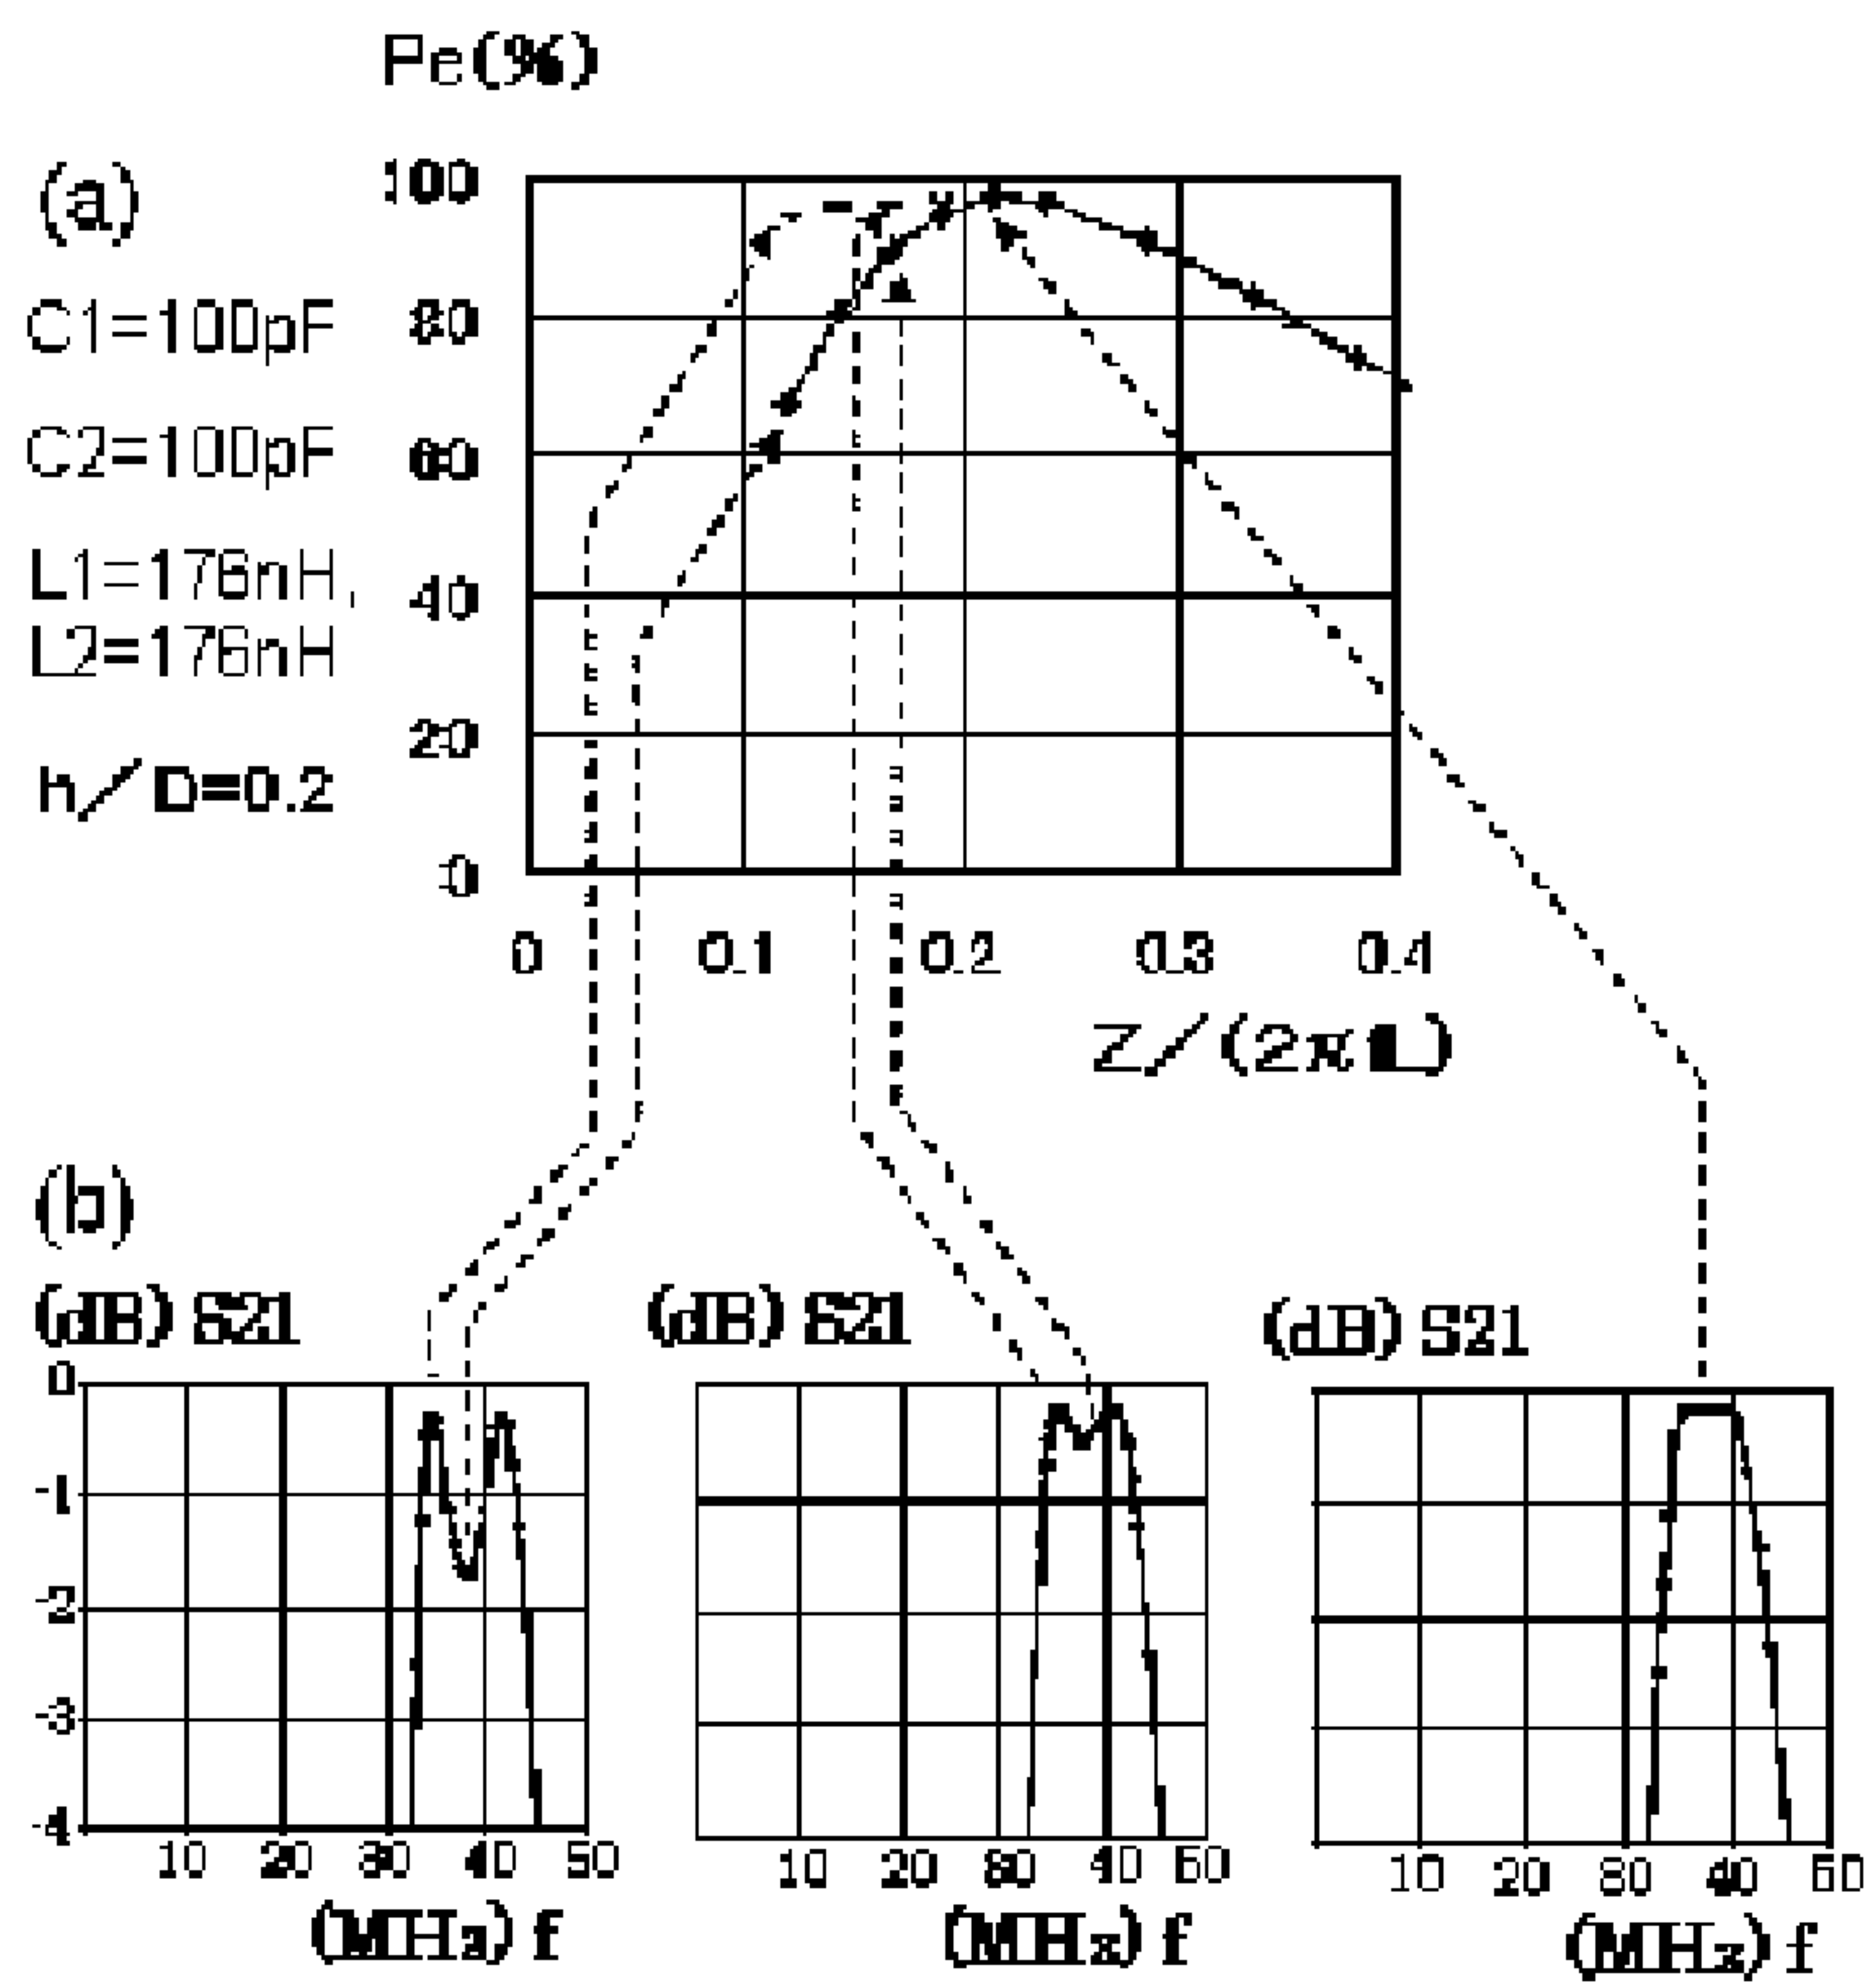 Pe(%)
(a)
C1=100pF
C2=100pF
L1=176nH,
L2=176nH
h/D=0.2
100
80
60
40
20
0
0 0.1 0.2 0.3 0.4
Z/(2πL)
(b)
(dB) S21
(dB) S21
(dB) S21
0
-1
-2
-3
-4
10 20 30 40 50
10 20 30 40 50
10 20 30 40 50
(MHz) f
(MHz) f
(MHz) f